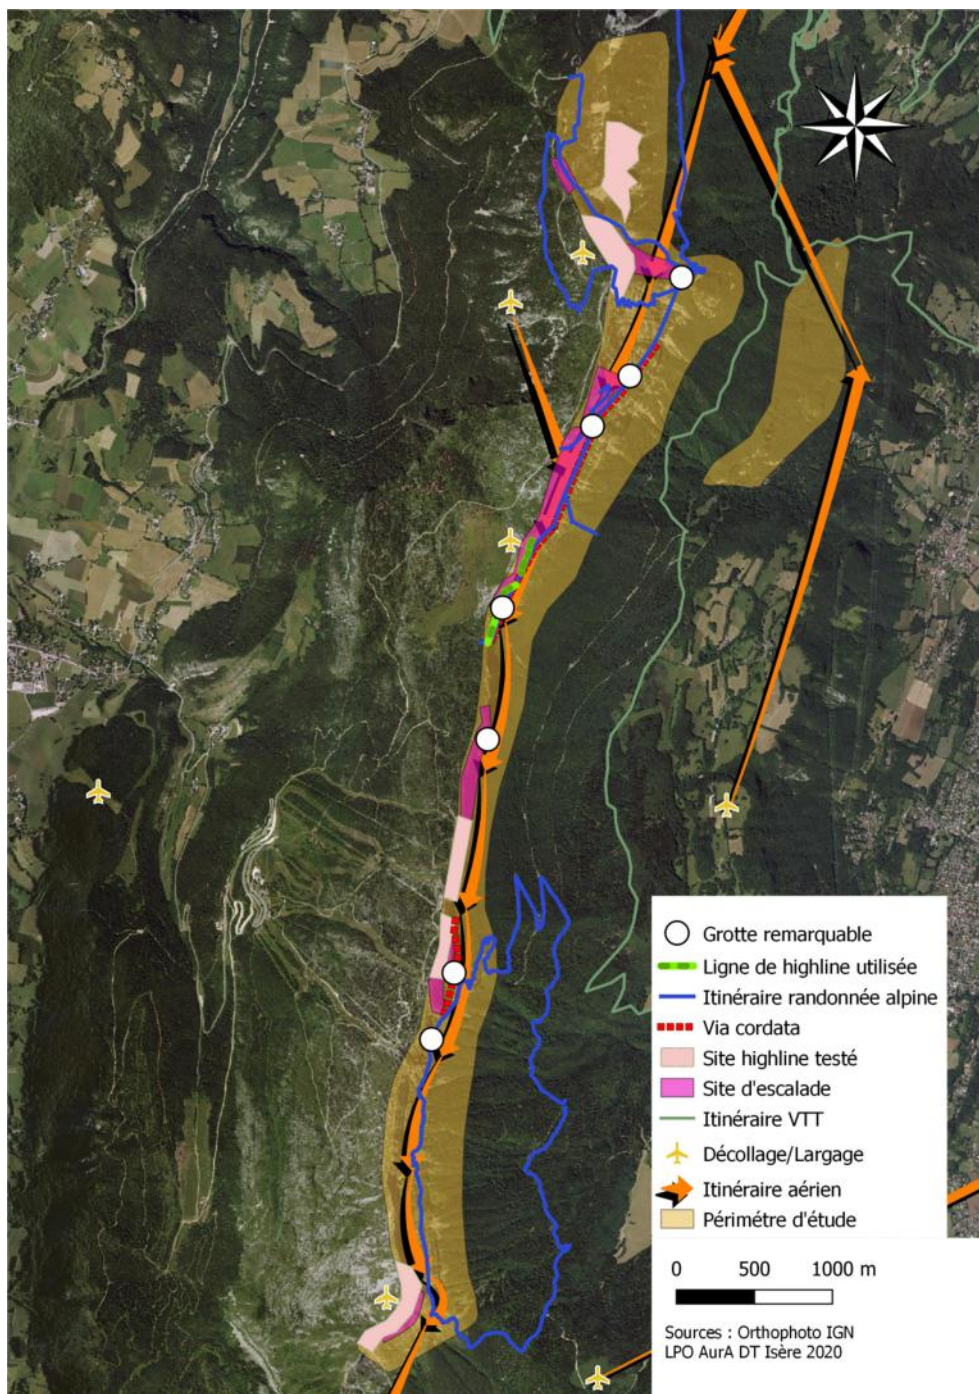 Grotte remarquable
Ligne de highline utilisée
Itinéraire randonnée alpine
Via cordata
Site highline testé
Site d'escalade
Itinéraire VTT
Décollage/Largage
Itinéraire aérien
Périmétre d'étude
0 500 1000 m
Sources : Orthophoto IGN
LPO AurA DT Isère 2020